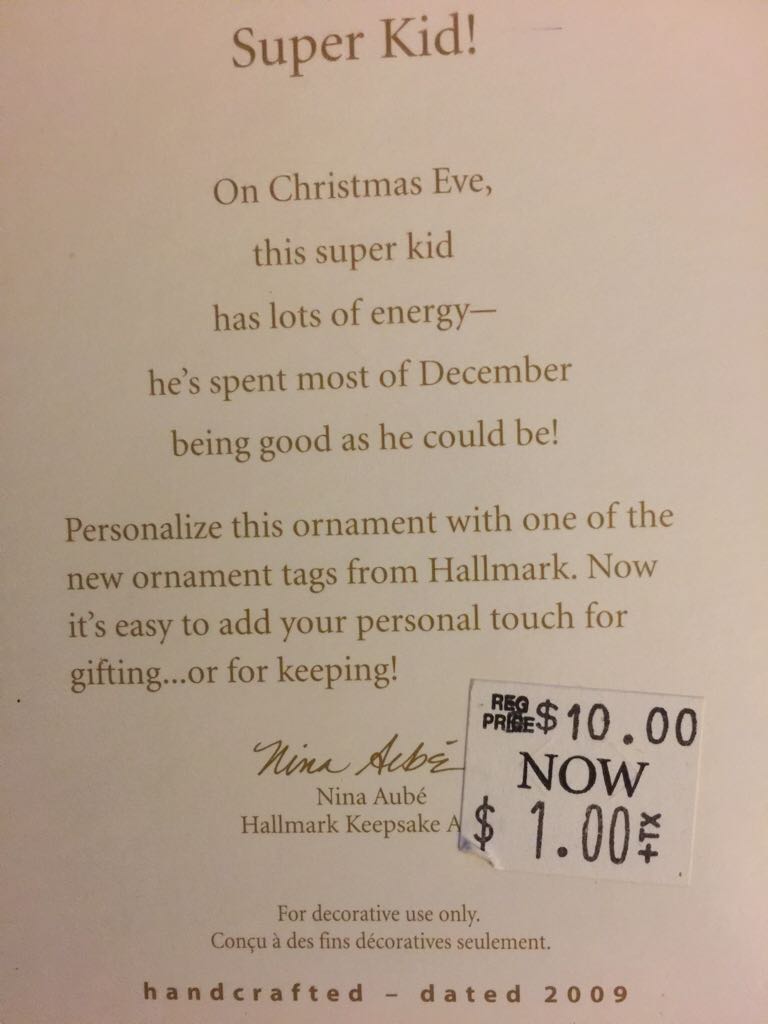 Super Kid!
On Christmas Eve,
this super kid
has lots of energy—
he's spent most of December
being good as he could be!
Personalize this ornament with one of the
new ornament tags from Hallmark. Now
it's easy to add your personal touch for
gifting...or for keeping!
Nina Aubé
Nina Aubé
Hallmark Keepsake A
REG PRICE $10.00
NOW
$ 1.00 +TX
For decorative use only.
Conçu à des fins décoratives seulement.
handcrafted – dated 2009